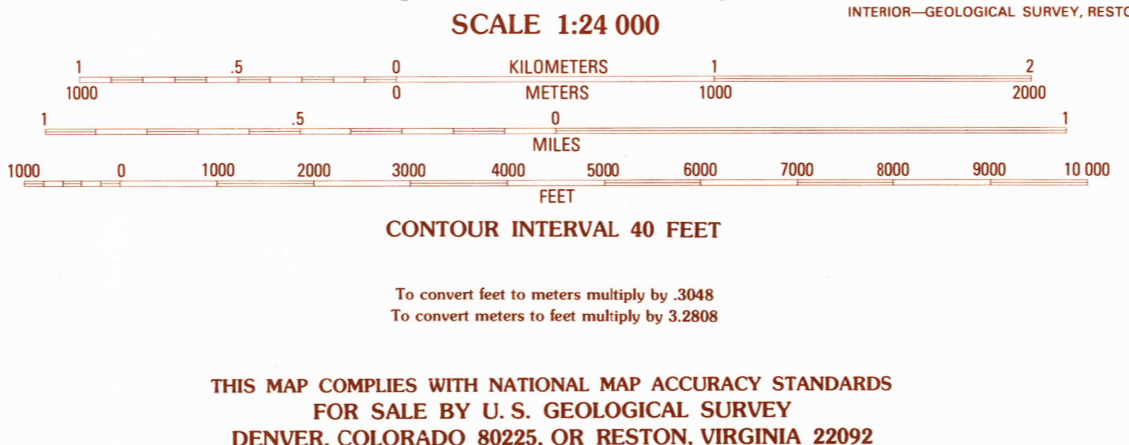 INTERIOR—GEOLOGICAL SURVEY, RESTO
SCALE 1:24 000
1 .5 0 KILOMETERS 1 2
1000 0 METERS 1000 2000
1 .5 0 1
MILES
1000 0 1000 2000 3000 4000 5000 6000 7000 8000 9000 10 000
FEET
CONTOUR INTERVAL 40 FEET
To convert feet to meters multiply by .3048
To convert meters to feet multiply by 3.2808
THIS MAP COMPLIES WITH NATIONAL MAP ACCURACY STANDARDS
FOR SALE BY U. S. GEOLOGICAL SURVEY
DENVER, COLORADO 80225, OR RESTON, VIRGINIA 22092